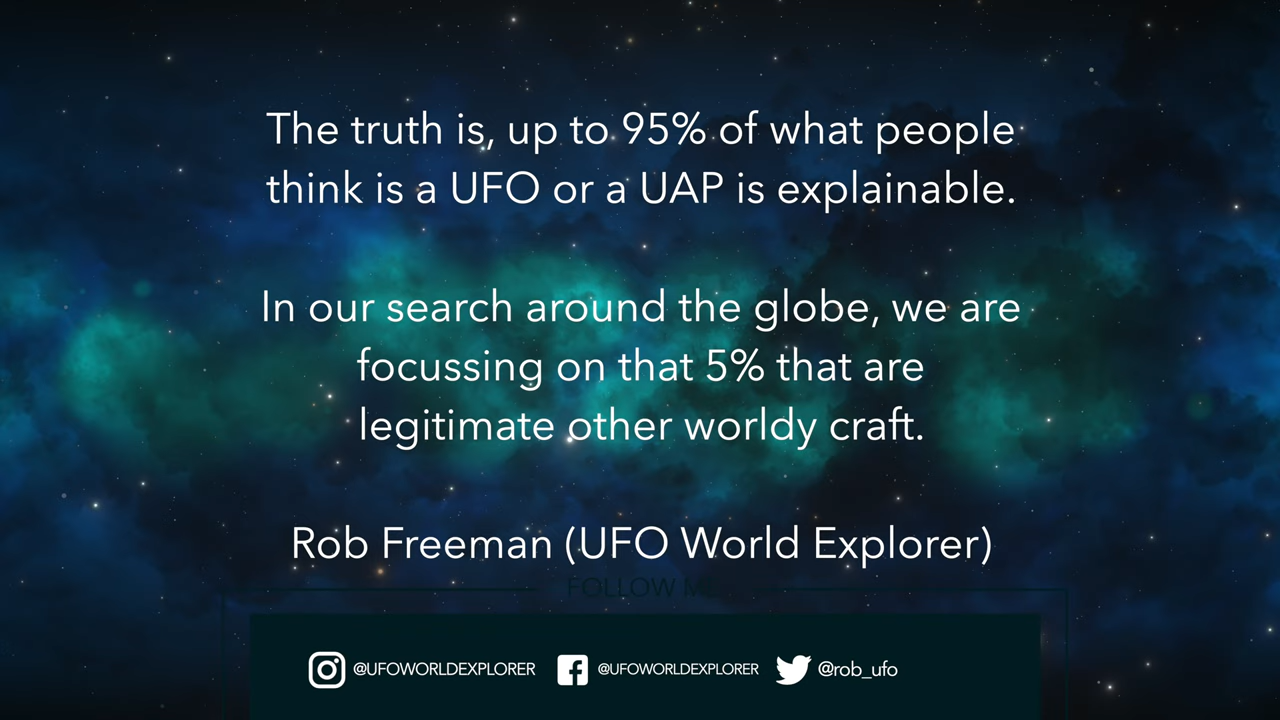 The truth is, up to 95% of what people
think is a UFO or a UAP is explainable.
In our search around the globe, we are
focussing on that 5% that are
legitimate other worldy craft.
Rob Freeman (UFO World Explorer)
FOLLOW ME
@UFOWORLDEXPLORER @UFOWORLDEXPLORER @rob_ufo